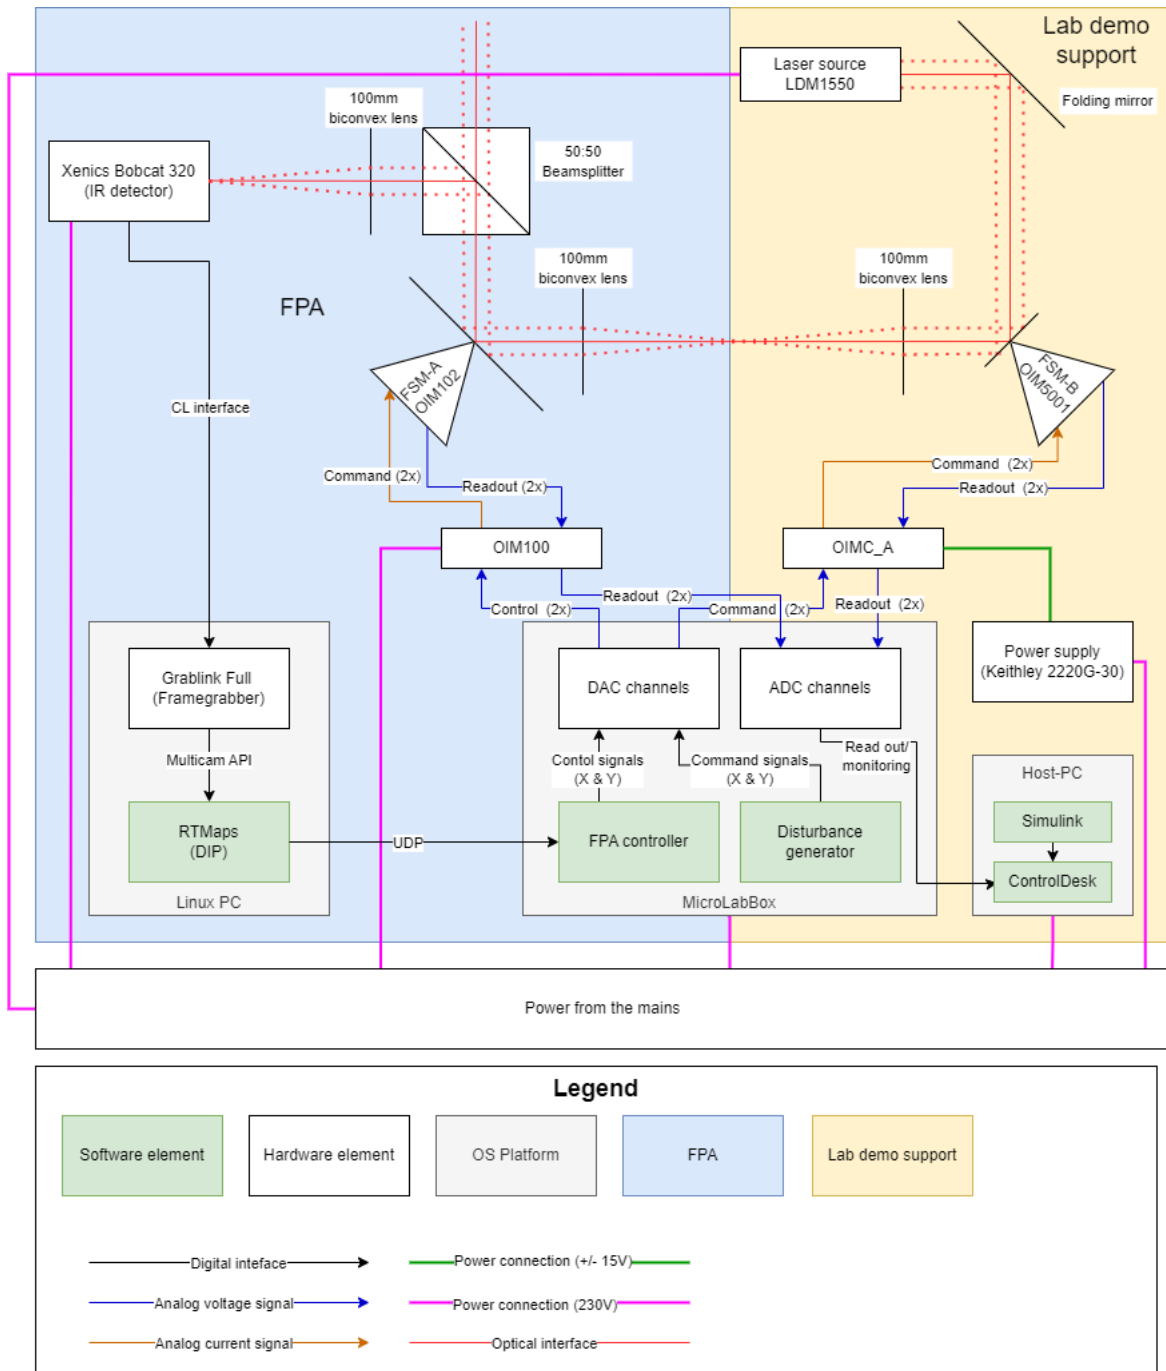 Lab demo
support
Laser source
LDM1550
Folding mirror
100mm
biconvex lens
50:50
Beamsplitter
Xenics Bobcat 320
(IR detector)
100mm
biconvex lens
100mm
biconvex lens
FPA
FSM-A
OIM102
FSM-B
OIM5001
CL interface
Command (2x)
Readout (2x)
Command  (2x)
Readout  (2x)
OIM100
OIMC_A
Control  (2x)
Readout  (2x)
Command  (2x)
Readout  (2x)
Grablink Full
(Framegrabber)
DAC channels
ADC channels
Power supply
(Keithley 2220G-30)
Multicam API
Contol signals
(X & Y)
Command signals
(X & Y)
Read out/
monitoring
Host-PC
Simulink
RTMaps
(DIP)
UDP
FPA controller
Disturbance
generator
ControlDesk
Linux PC
MicroLabBox
Power from the mains
Legend
Software element
Hardware element
OS Platform
FPA
Lab demo support
Digital inteface
Power connection (+/- 15V)
Analog voltage signal
Power connection (230V)
Analog current signal
Optical interface